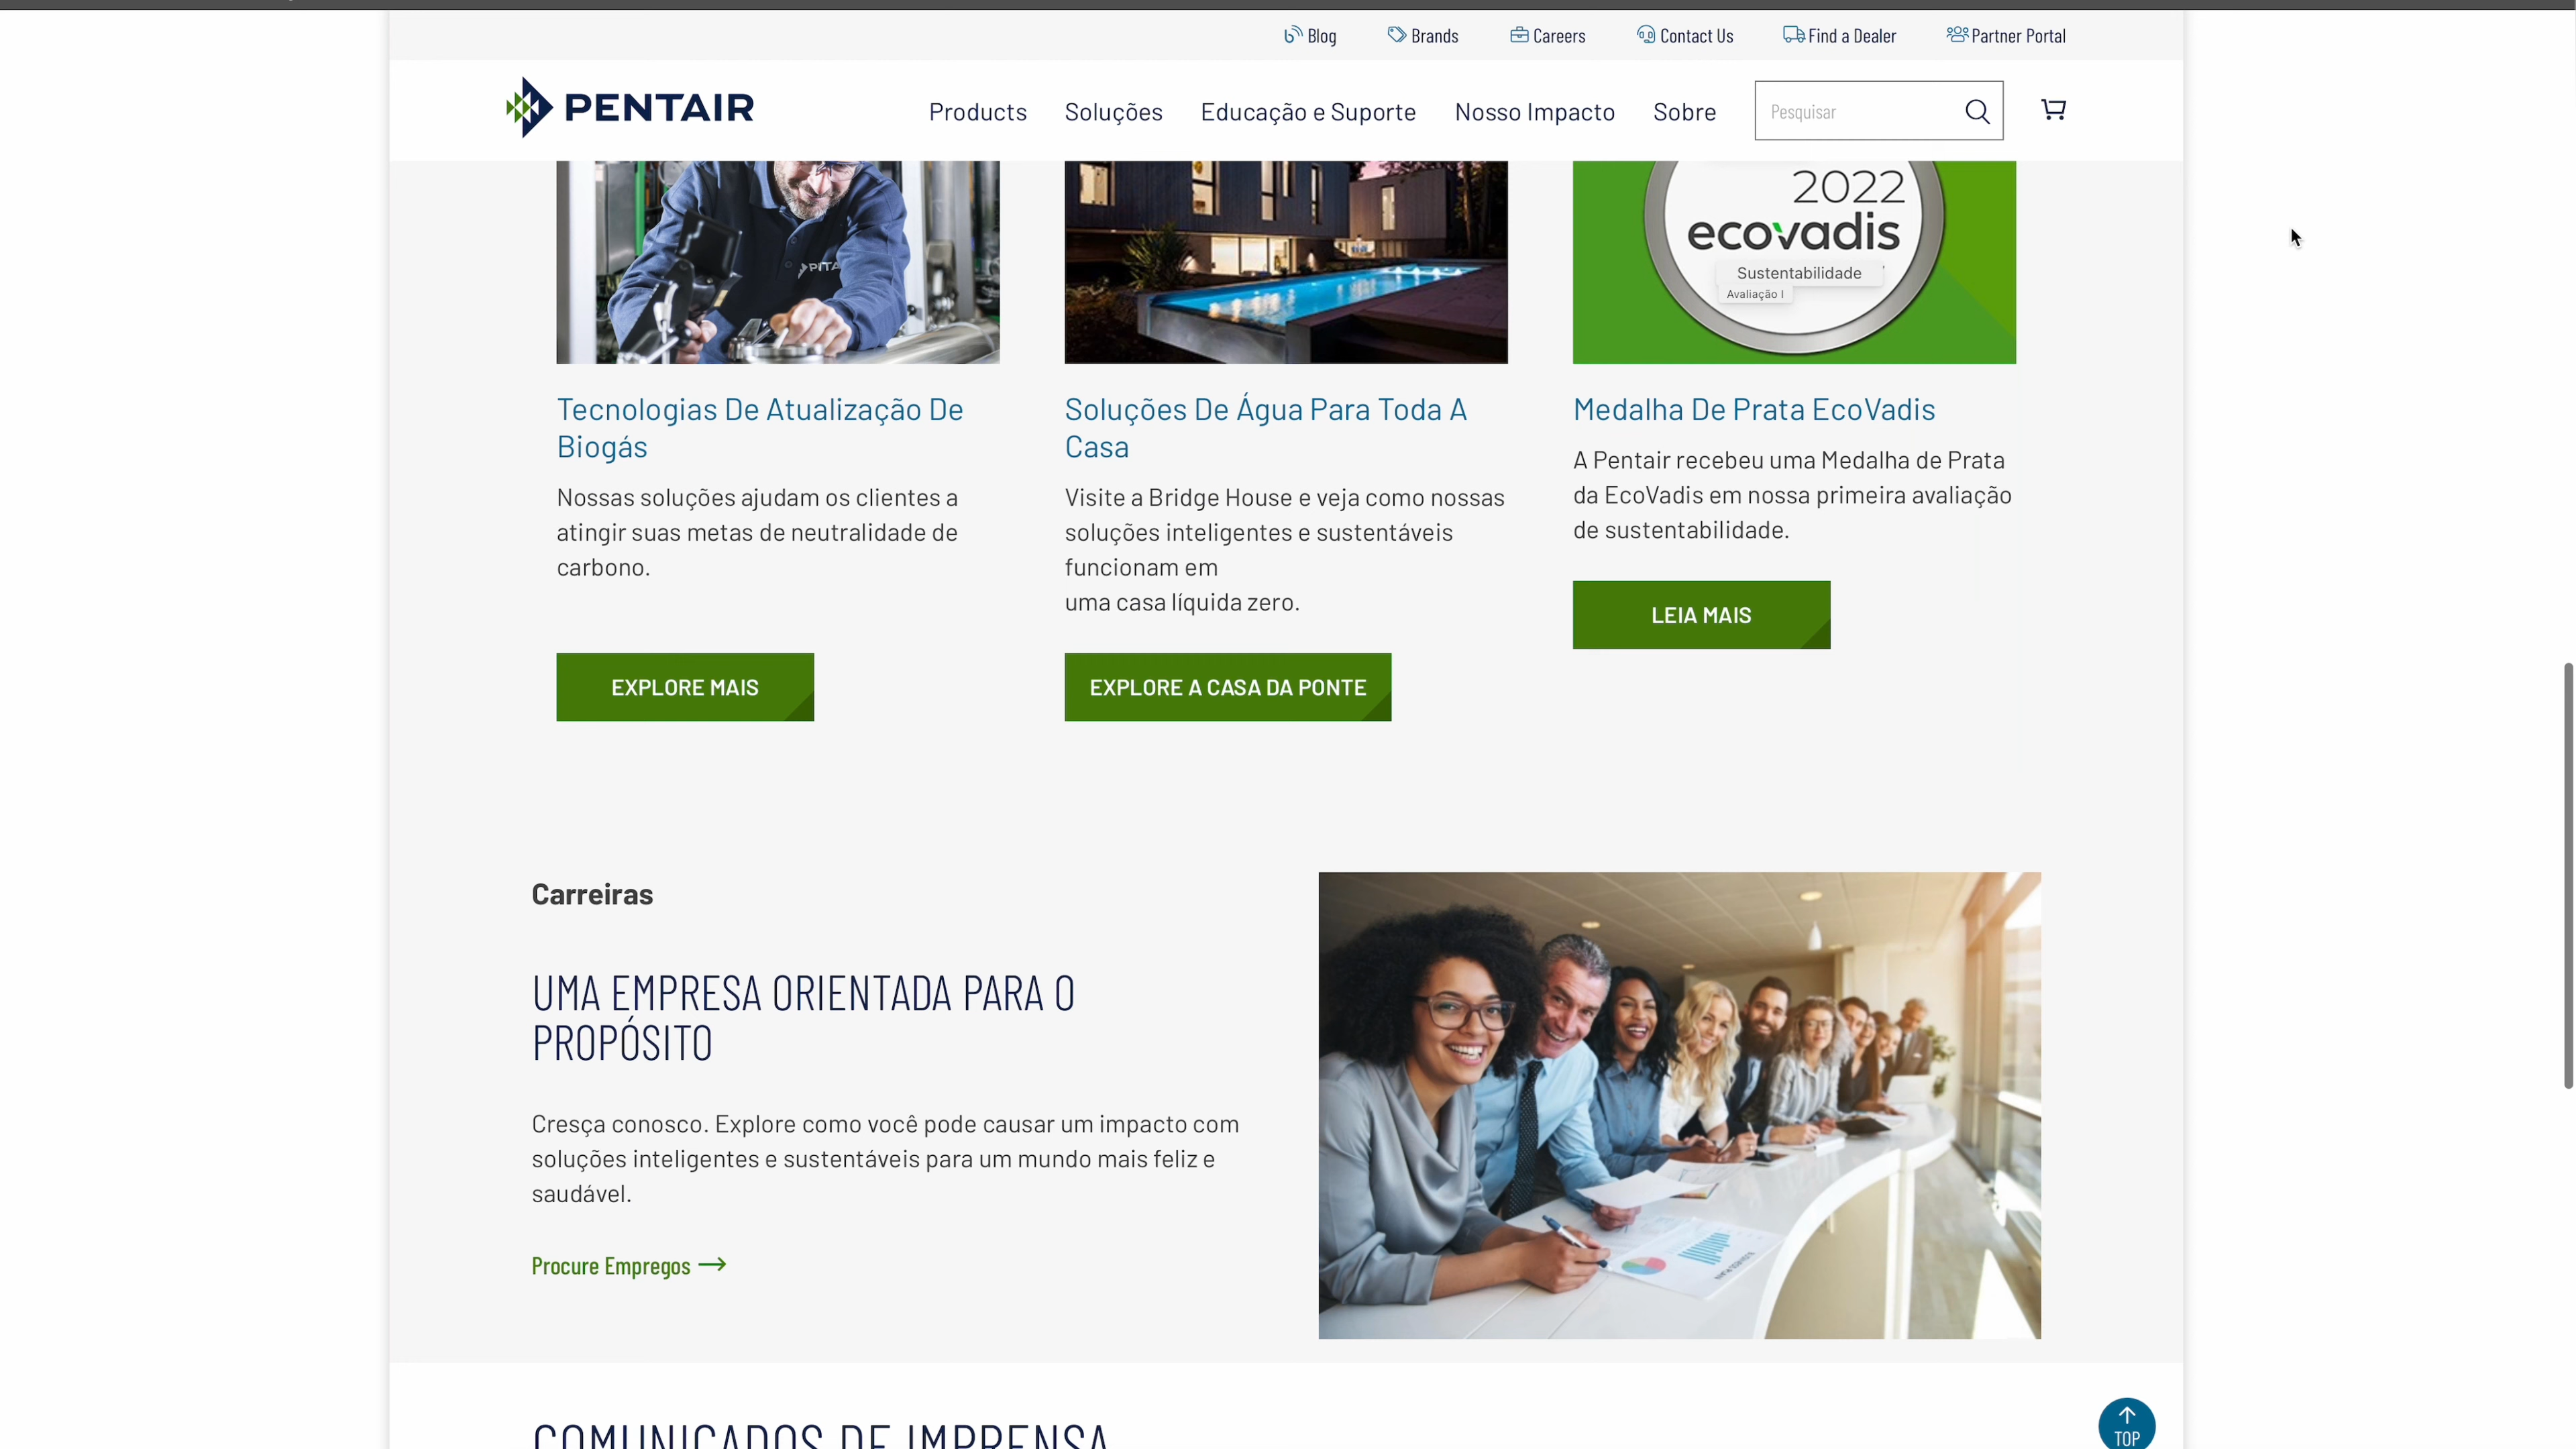 Blog Brands Careers Contact Us Find a Dealer Partner Portal
PENTAIR Products Soluções Educação e Suporte Nosso Impacto Sobre Pesquisar
2022
ecovadis
Sustentabilidade
Avaliação I
Tecnologias De Atualização De
Biogás
Nossas soluções ajudam os clientes a
atingir suas metas de neutralidade de
carbono.
EXPLORE MAIS
Soluções De Água Para Toda A
Casa
Visite a Bridge House e veja como nossas
soluções inteligentes e sustentáveis
funcionam em
uma casa líquida zero.
EXPLORE A CASA DA PONTE
Medalha De Prata EcoVadis
A Pentair recebeu uma Medalha de Prata
da EcoVadis em nossa primeira avaliação
de sustentabilidade.
LEIA MAIS
Carreiras
UMA EMPRESA ORIENTADA PARA O
PROPÓSITO
Cresça conosco. Explore como você pode causar um impacto com
soluções inteligentes e sustentáveis para um mundo mais feliz e
saudável.
Procure Empregos
COMUNICADOS DE IMPRENSA
TOP